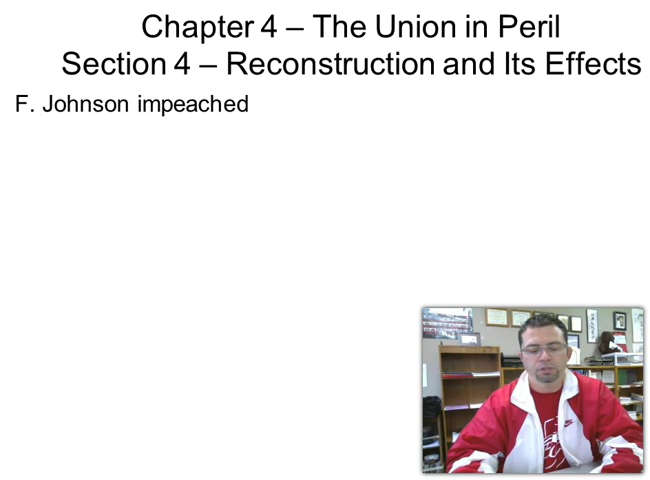 Chapter 4 – The Union in Peril
Section 4 – Reconstruction and Its Effects
F. Johnson impeached